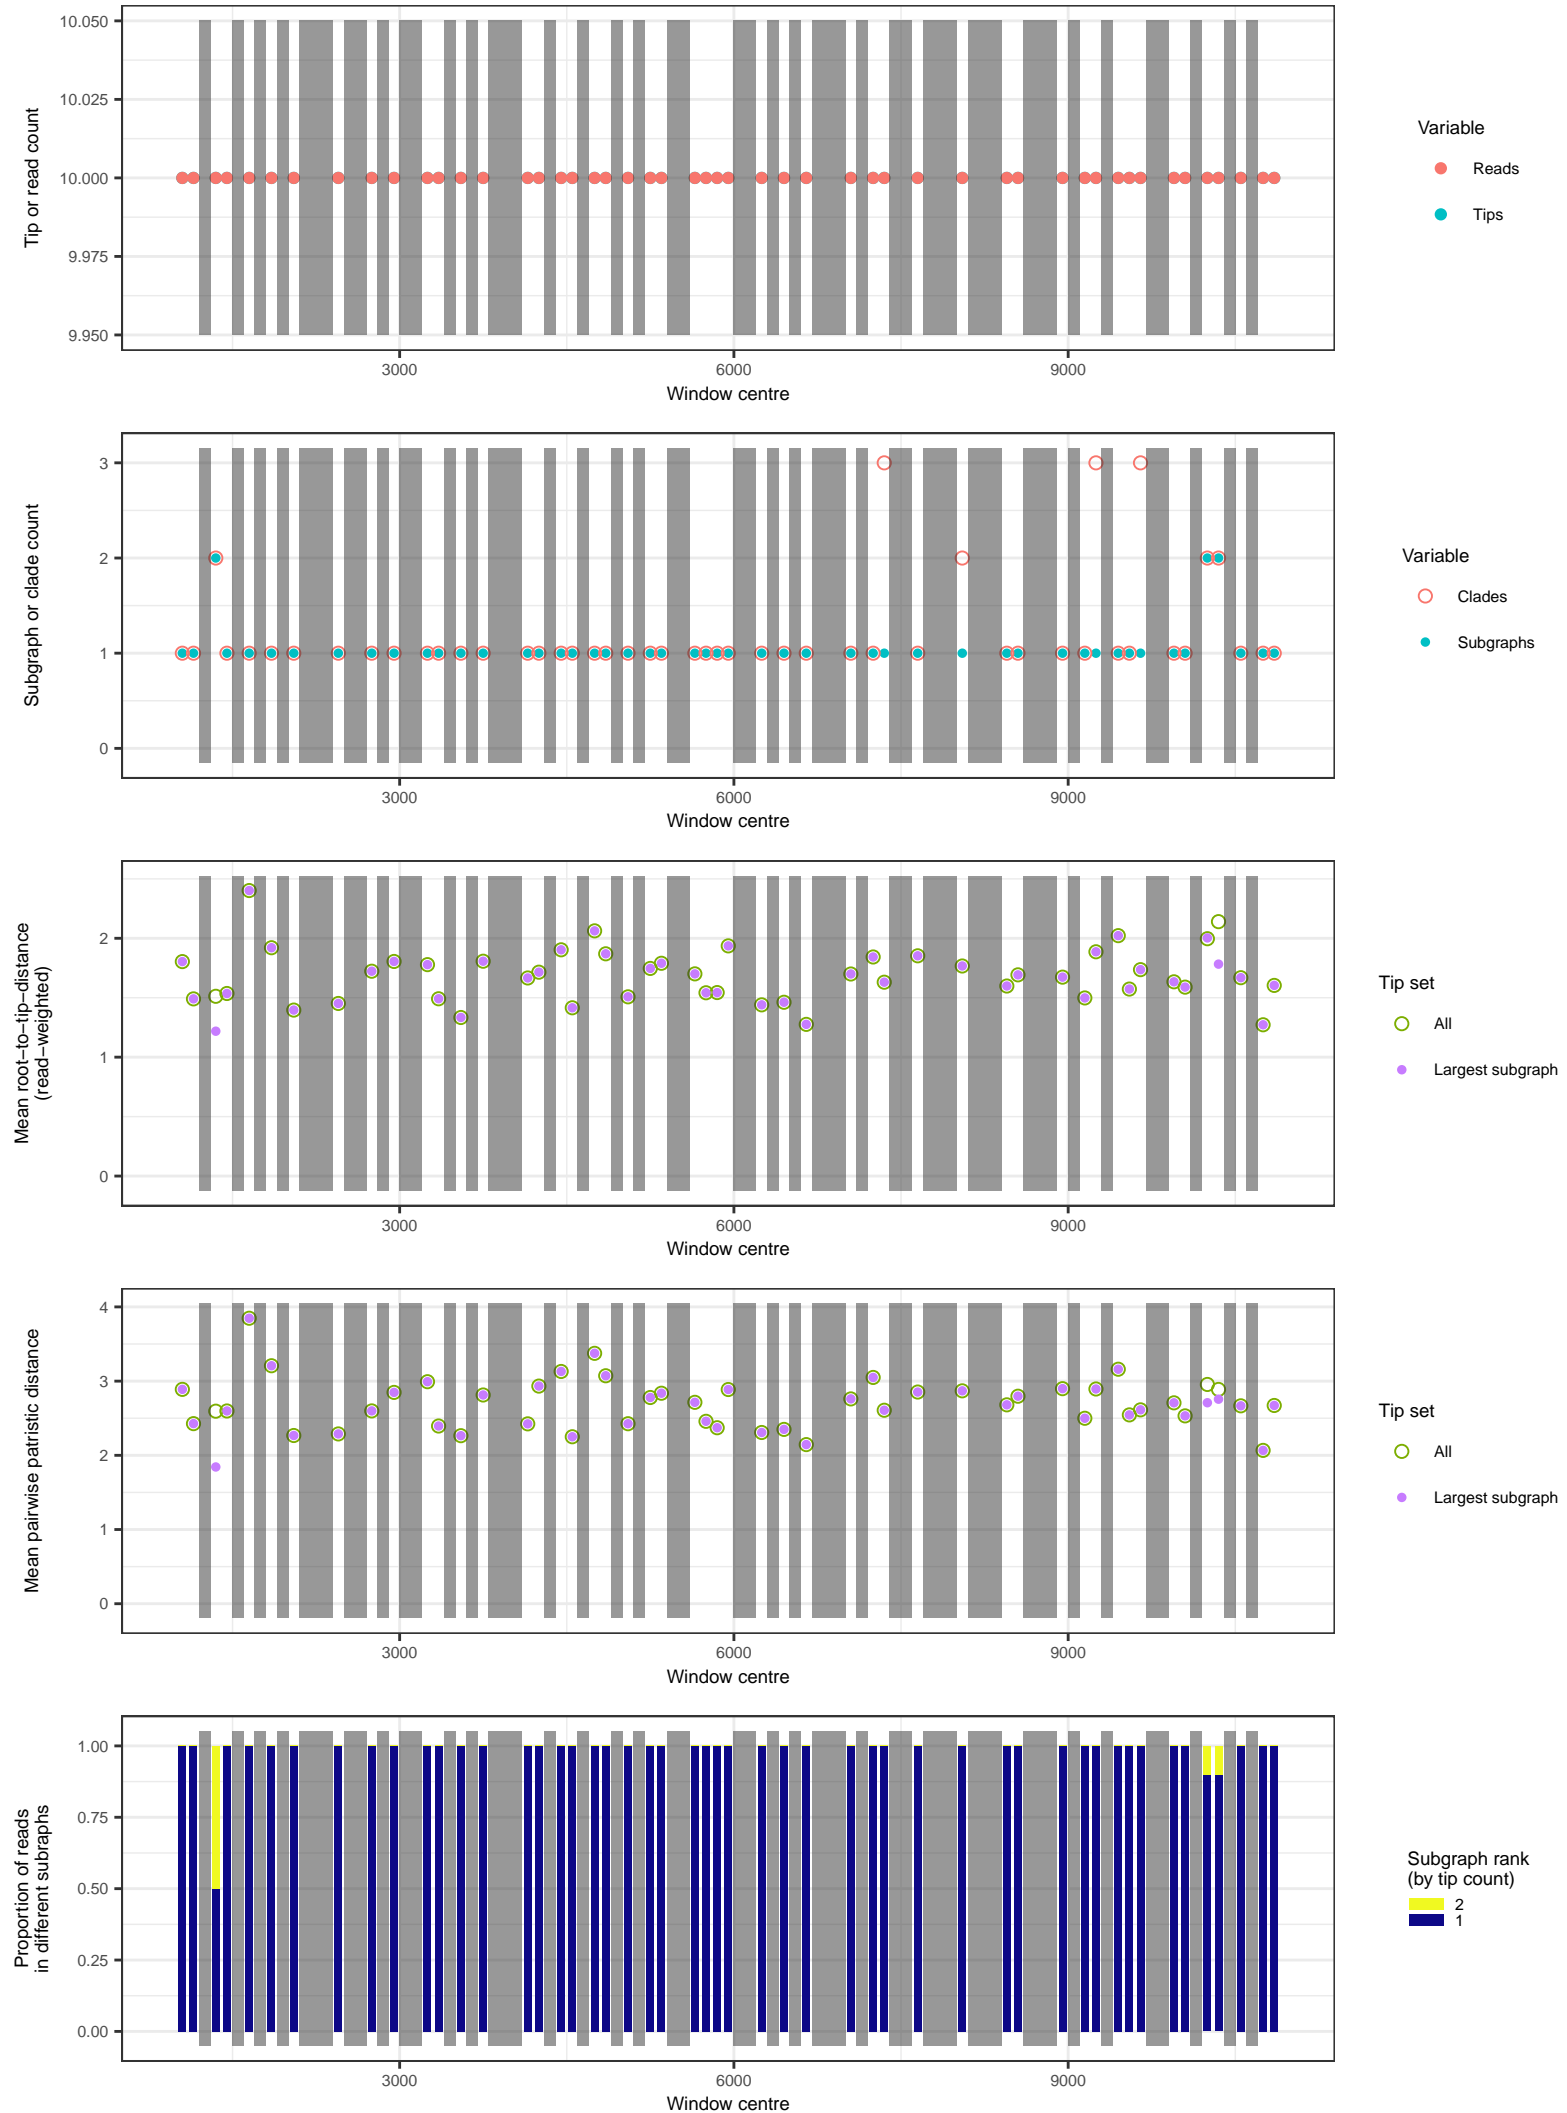 10.050
10.025
10.000
9.975
9.950
Tip or read count
3000
6000
9000
Window centre
Variable
Reads
Tips
3
2
1
0
Subgraph or clade count
3000
6000
9000
Window centre
Variable
Clades
Subgraphs
2
1
0
Mean root−to−tip−distance
(read−weighted)
3000
6000
9000
Window centre
Tip set
All
Largest subgraph
4
3
2
1
0
Mean pairwise patristic distance
3000
6000
9000
Window centre
Tip set
All
Largest subgraph
1.00
0.75
0.50
0.25
0.00
Proportion of reads
in different subraphs
3000
6000
9000
Window centre
Subgraph rank
(by tip count)
2
1